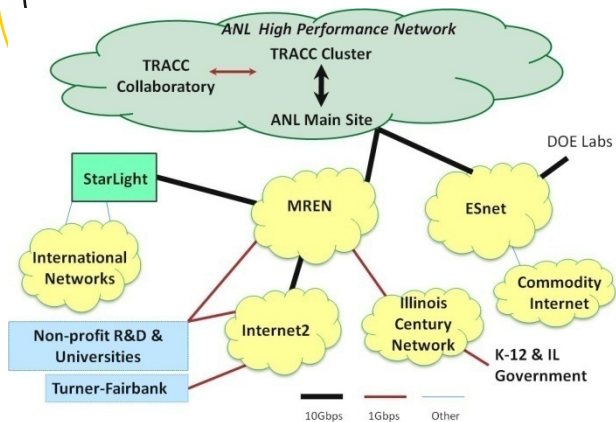 ANL High Performance Network
TRACC Cluster
TRACC
Collaboratory
ANL Main Site
DOE Labs
StarLight
MREN
ESnet
International
Networks
Commodity
Internet
Illinois
Century
Network
Internet2
Non-profit R&D &
Universities
K-12 & IL
Government
Turner-Fairbank
10Gbps
1Gbps
Other